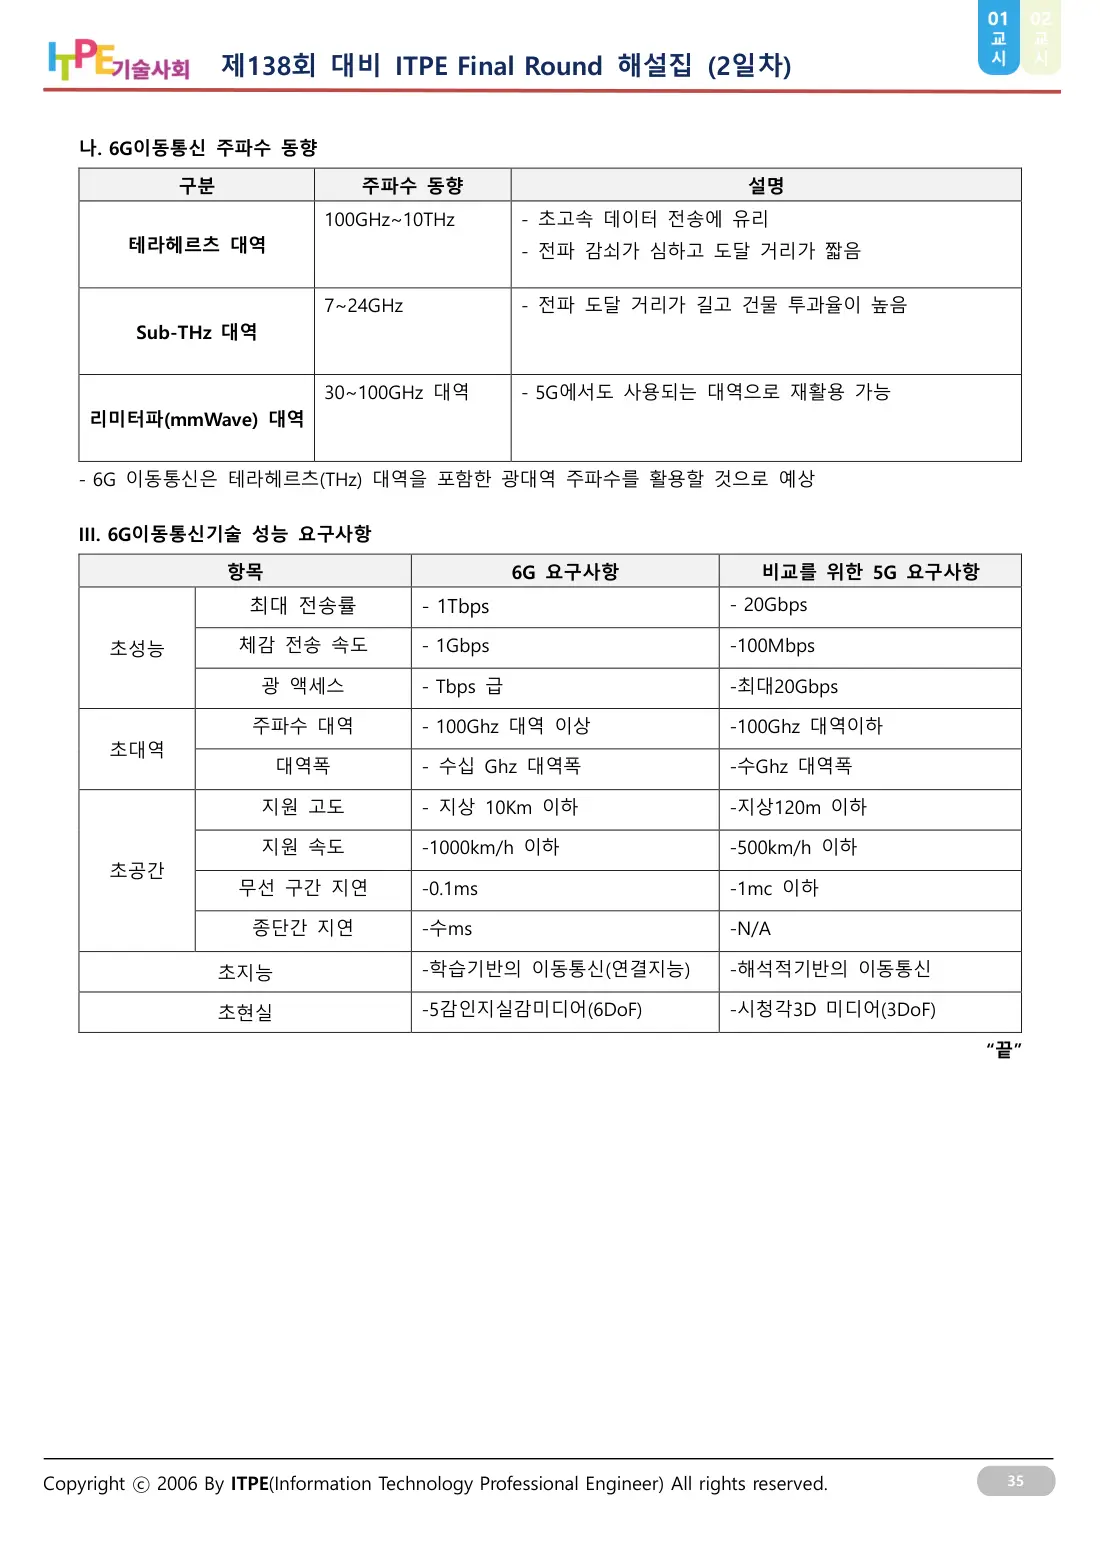 ITPE기술사회 제138회 대비 ITPE Final Round 해설집 (2일차)
01 교 시
02 교 시
나. 6G이동통신 주파수 동향
구분 주파수 동향 설명
테라헤르츠 대역 100GHz~10THz - 초고속 데이터 전송에 유리
- 전파 감쇠가 심하고 도달 거리가 짧음
Sub-THz 대역 7~24GHz - 전파 도달 거리가 길고 건물 투과율이 높음
리미터파(mmWave) 대역 30~100GHz 대역 - 5G에서도 사용되는 대역으로 재활용 가능
- 6G 이동통신은 테라헤르츠(THz) 대역을 포함한 광대역 주파수를 활용할 것으로 예상
III. 6G이동통신기술 성능 요구사항
항목 6G 요구사항 비교를 위한 5G 요구사항
초성능 최대 전송률 - 1Tbps - 20Gbps
체감 전송 속도 - 1Gbps -100Mbps
광 액세스 - Tbps 급 -최대20Gbps
초대역 주파수 대역 - 100Ghz 대역 이상 -100Ghz 대역이하
대역폭 - 수십 Ghz 대역폭 -수Ghz 대역폭
초공간 지원 고도 - 지상 10Km 이하 -지상120m 이하
지원 속도 -1000km/h 이하 -500km/h 이하
무선 구간 지연 -0.1ms -1mc 이하
종단간 지연 -수ms -N/A
초지능 -학습기반의 이동통신(연결지능) -해석적기반의 이동통신
초현실 -5감인지실감미디어(6DoF) -시청각3D 미디어(3DoF)
“끝”
Copyright ⓒ 2006 By ITPE(Information Technology Professional Engineer) All rights reserved.
35